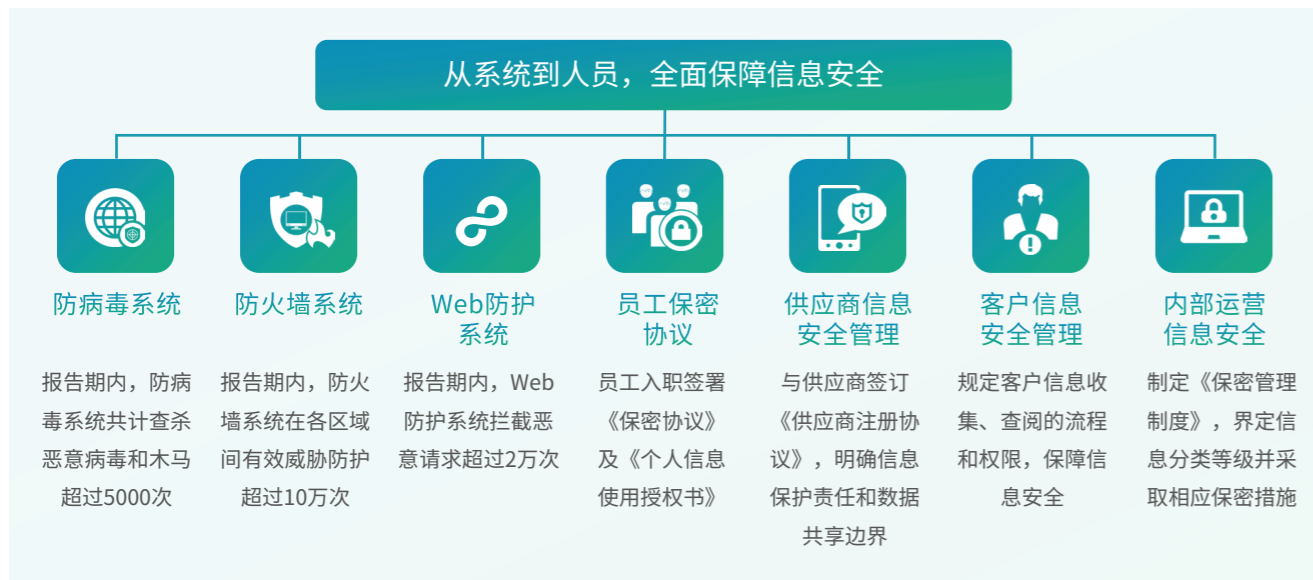 从系统到人员，全面保障信息安全
防病毒系统
报告期内，防病
毒系统共计查杀
恶意病毒和木马
超过5000次
防火墙系统
报告期内，防火
墙系统在各区域
间有效威胁防护
超过10万次
Web防护
系统
报告期内，Web
防护系统拦截恶
意请求超过2万次
员工保密
协议
员工入职签署
《保密协议》
及《个人信息
使用授权书》
供应商信息
安全管理
与供应商签订
《供应商注册协
议》，明确信息
保护责任和数据
共享边界
客户信息
安全管理
规定客户信息收
集、查阅的流程
和权限，保障信
息安全
内部运营
信息安全
制定《保密管理
制度》，界定信
息分类等级并采
取相应保密措施